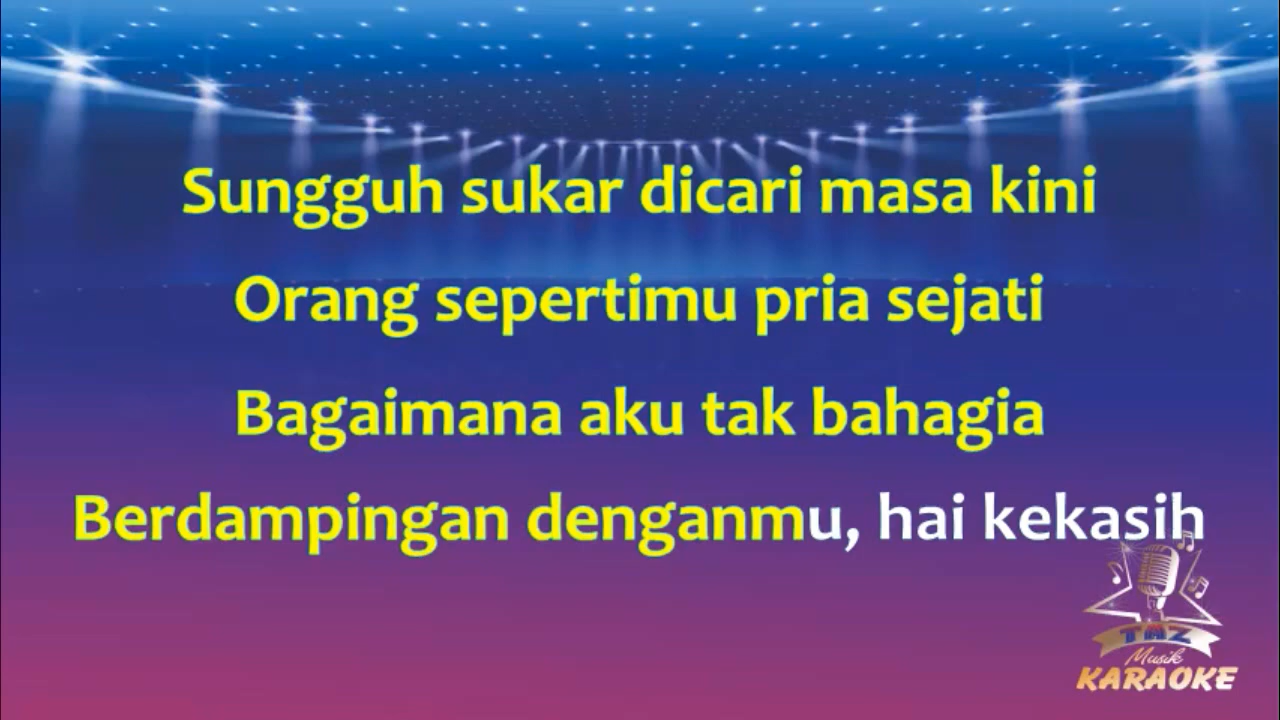 Sungguh sukar dicari masa kini
Orang sepertimu pria sejati
Bagaimana aku tak bahagia
Berdampingan denganmu, hai kekasih
TMZ
Musik
KARAOKE